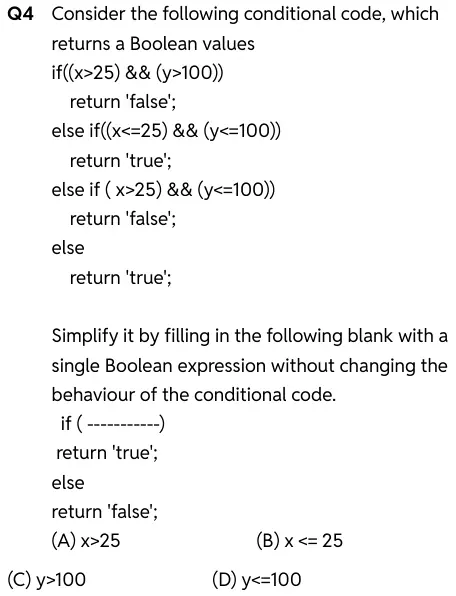 Q4 Consider the following conditional code, which
returns a Boolean values
if((x>25) && (y>100))
return 'false';
else if((x<=25) && (y<=100))
return 'true';
else if ( x>25) && (y<=100))
return 'false';
else
return 'true';
Simplify it by filling in the following blank with a
single Boolean expression without changing the
behaviour of the conditional code.
if ( -----------)
return 'true';
else
return 'false';
(A) x>25 (B) x <= 25
(C) y>100 (D) y<=100